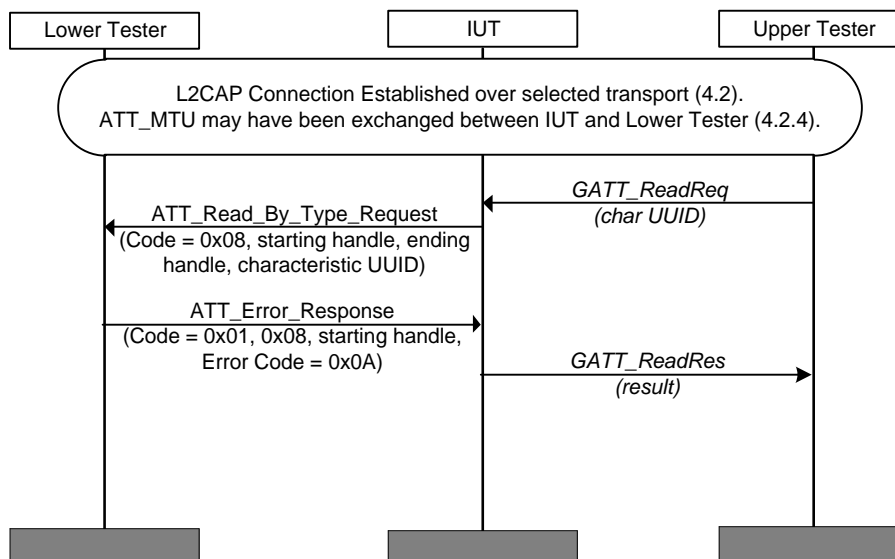 Lower Tester
IUT
Upper Tester
L2CAP Connection Established over selected transport (4.2).
ATT_MTU may have been exchanged between IUT and Lower Tester (4.2.4).
GATT_ReadReq
(char UUID)
ATT_Read_By_Type_Request
(Code = 0x08, starting handle, ending
handle, characteristic UUID)
ATT_Error_Response
(Code = 0x01, 0x08, starting handle,
Error Code = 0x0A)
GATT_ReadRes
(result)